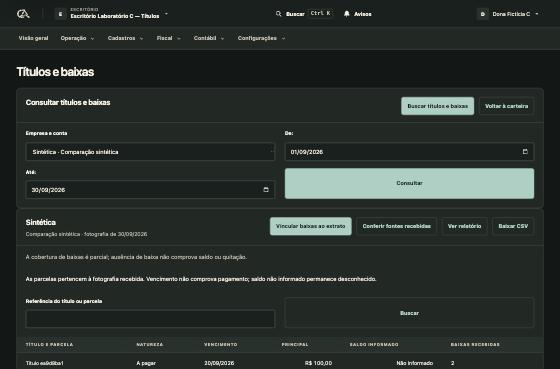 ESCRITÓRIO
E Escritório Laboratório C — Títulos
Buscar Ctrl K
Avisos
D Dona Fictícia C
Visão geral Operação Cadastros Fiscal Contábil Configurações
Títulos e baixas
Consultar títulos e baixas
Buscar títulos e baixas Voltar à carteira
Empresa e conta De:
Sintética · Comparação sintética 01/09/2026
Até:
30/09/2026 Consultar
Sintética
Comparação sintética · fotografia de 30/09/2026
Vincular baixas ao extrato Conferir fontes recebidas Ver relatório Baixar CSV
A cobertura de baixas é parcial; ausência de baixa não comprova saldo ou quitação.
As parcelas pertencem à fotografia recebida. Vencimento não comprova pagamento; saldo não informado permanece desconhecido.
Referência do título ou parcela
Buscar
TÍTULO E PARCELA NATUREZA VENCIMENTO PRINCIPAL SALDO INFORMADO BAIXAS RECEBIDAS
A pagar 20/09/2026 R$ 100,00 Não informado 2